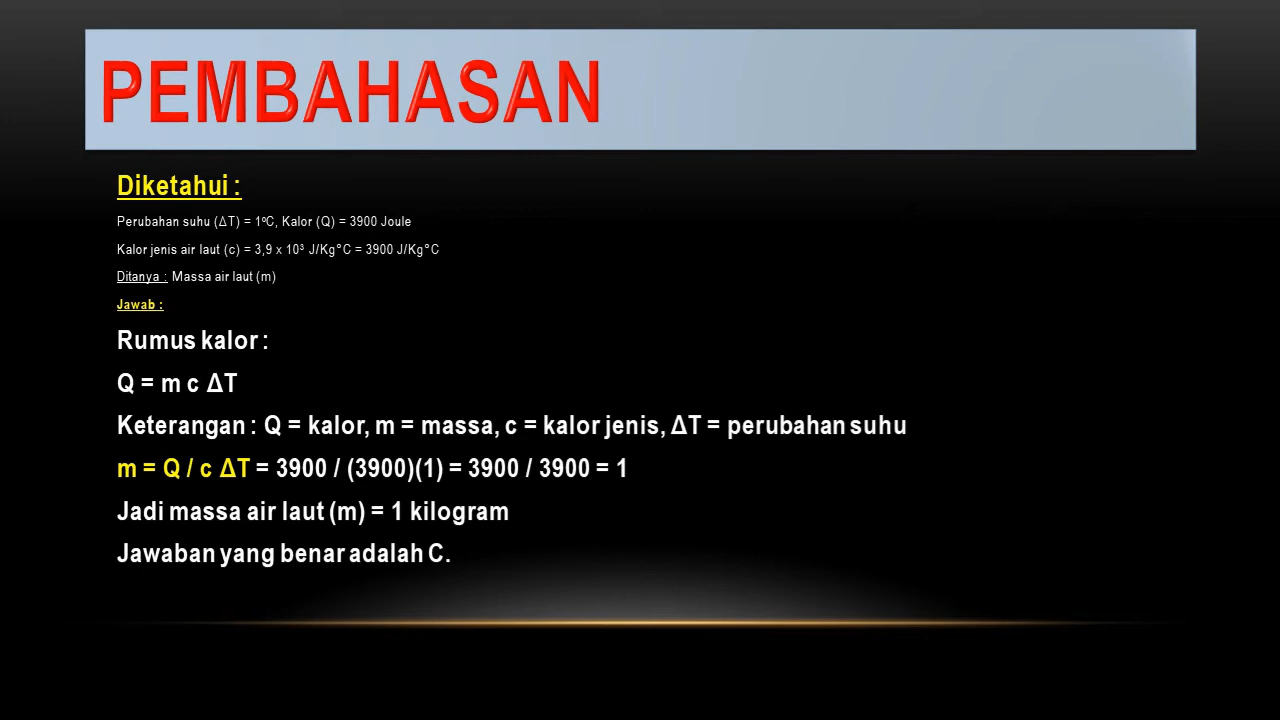 PEMBAHASAN
Diketahui :
Perubahan suhu (ΔT) = 1ºC, Kalor (Q) = 3900 Joule
Kalor jenis air laut (c) = 3,9 x 10³ J/Kg°C = 3900 J/Kg°C
Ditanya : Massa air laut (m)
Jawab :
Rumus kalor :
Q = m c ΔT
Keterangan : Q = kalor, m = massa, c = kalor jenis, ΔT = perubahan suhu
m = Q / c ΔT = 3900 / (3900)(1) = 3900 / 3900 = 1
Jadi massa air laut (m) = 1 kilogram
Jawaban yang benar adalah C.